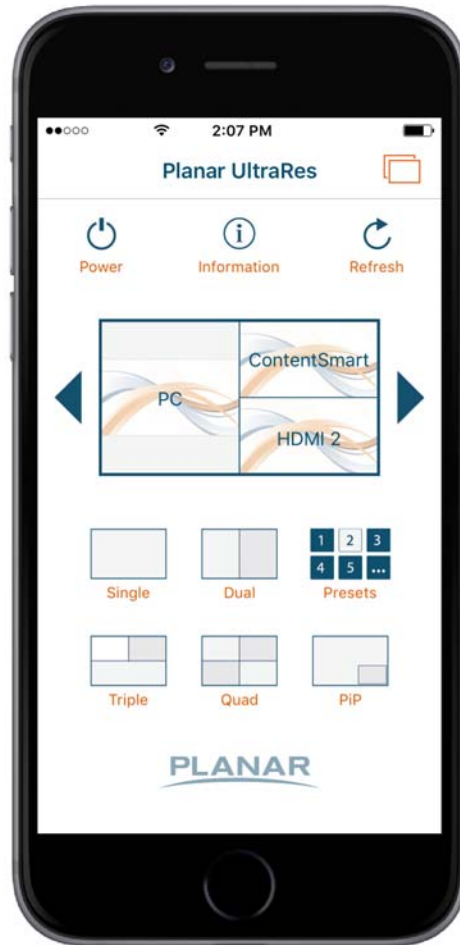 2:07 PM
Planar UltraRes
Power Information Refresh
ContentSmart
PC
HDMI 2
1 2 3
4 5 ...
Single Dual Presets
Triple Quad PiP
PLANAR